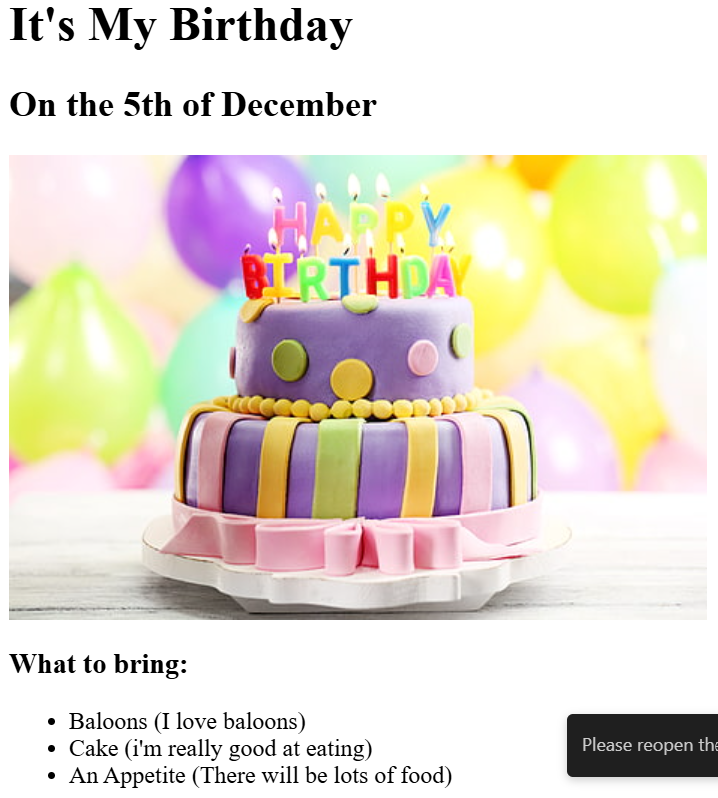 It's My Birthday
On the 5th of December
HAPPY
BIRTHDAY
What to bring:
Baloons (I love baloons)
Cake (i'm really good at eating)
An Appetite (There will be lots of food)
Please reopen the